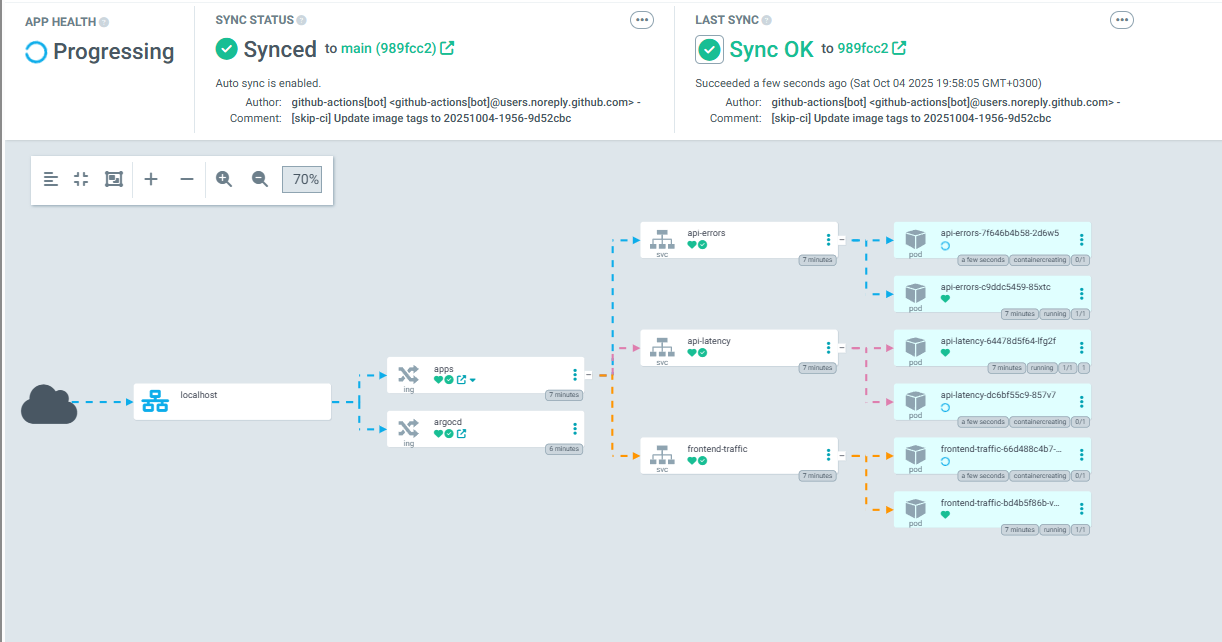 APP HEALTH
Progressing
SYNC STATUS
Synced to main (989fcc2)
Auto sync is enabled.
Author: github-actions[bot] <github-actions[bot]@users.noreply.github.com> -
Comment: [skip-ci] Update image tags to 20251004-1956-9d52cbc
LAST SYNC
Sync OK to 989fcc2
Succeeded a few seconds ago (Sat Oct 04 2025 19:58:05 GMT+0300)
Author: github-actions[bot] <github-actions[bot]@users.noreply.github.com> -
Comment: [skip-ci] Update image tags to 20251004-1956-9d52cbc
70%
localhost
apps
ing
7 minutes
argocd
ing
6 minutes
api-errors
svc
7 minutes
api-latency
svc
7 minutes
frontend-traffic
svc
7 minutes
api-errors-7f646b4b58-2d6w5
pod
a few seconds containercreating 0/1
api-errors-c9ddc5459-85xtc
pod
7 minutes running 1/1
api-latency-64478d5f64-lfg2f
pod
7 minutes running 1/1 1
api-latency-dc6bf55c9-857v7
pod
a few seconds containercreating 0/1
frontend-traffic-66d488c4b7-...
pod
a few seconds containercreating 0/1
frontend-traffic-bd4b5f86b-v...
pod
7 minutes running 1/1